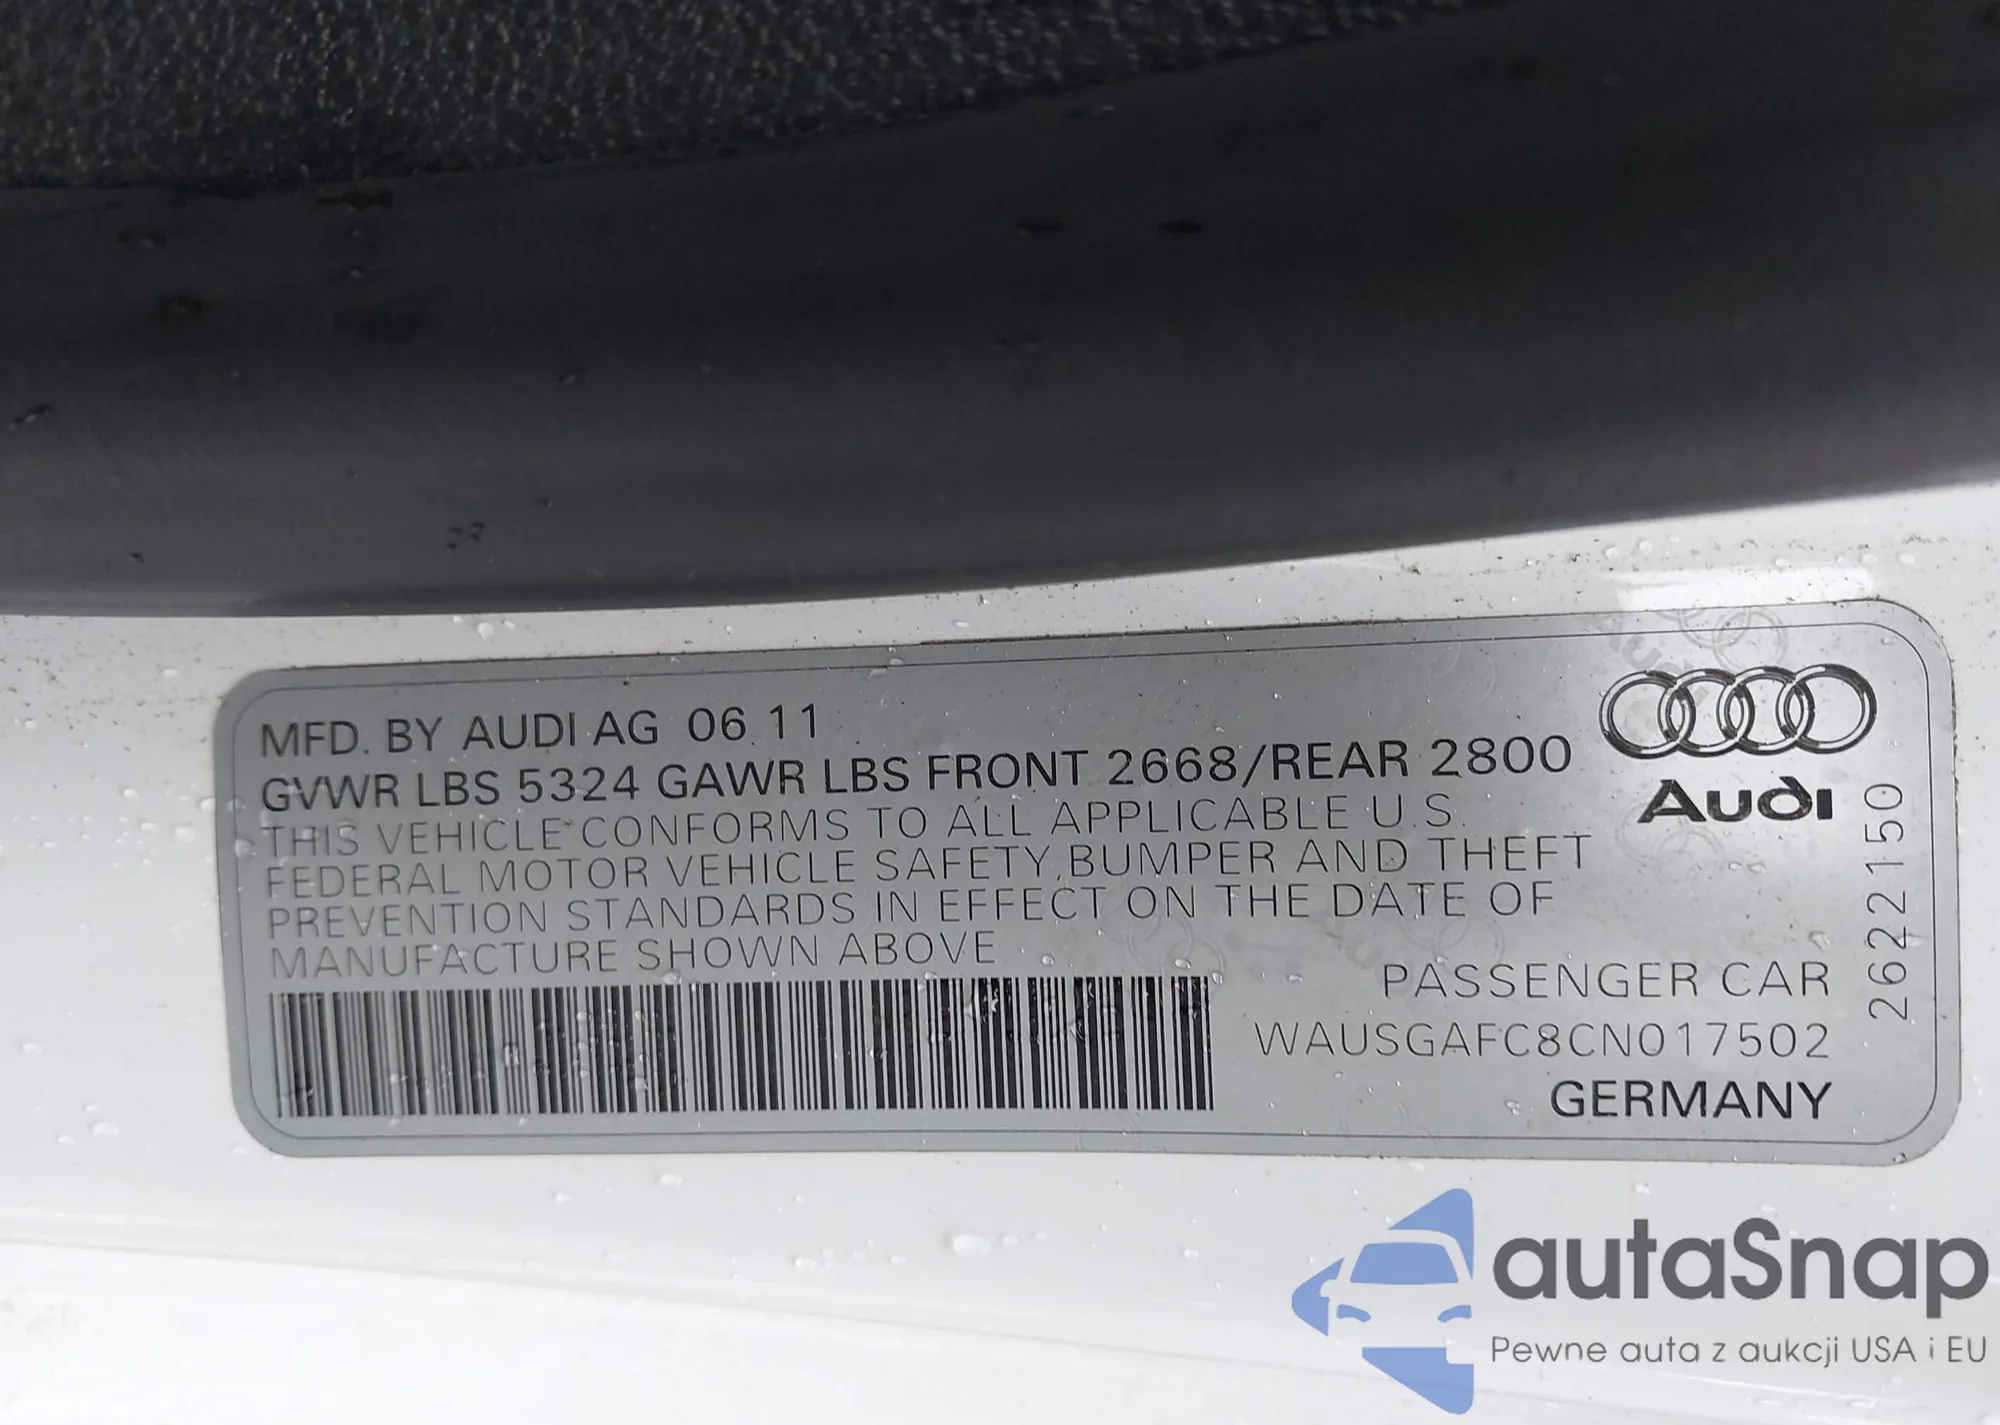 MFD. BY AUDI AG 06 11
GVWR LBS 5324 GAWR LBS FRONT 2668/REAR 2800
THIS VEHICLE CONFORMS TO ALL APPLICABLE U.S.
FEDERAL MOTOR VEHICLE SAFETY, BUMPER AND THEFT
PREVENTION STANDARDS IN EFFECT ON THE DATE OF
MANUFACTURE SHOWN ABOVE
Audi
2622150
PASSENGER CAR
WAUSGAFC8CN017502
GERMANY
autaSnap
Pewne auta z aukcji USA i EU